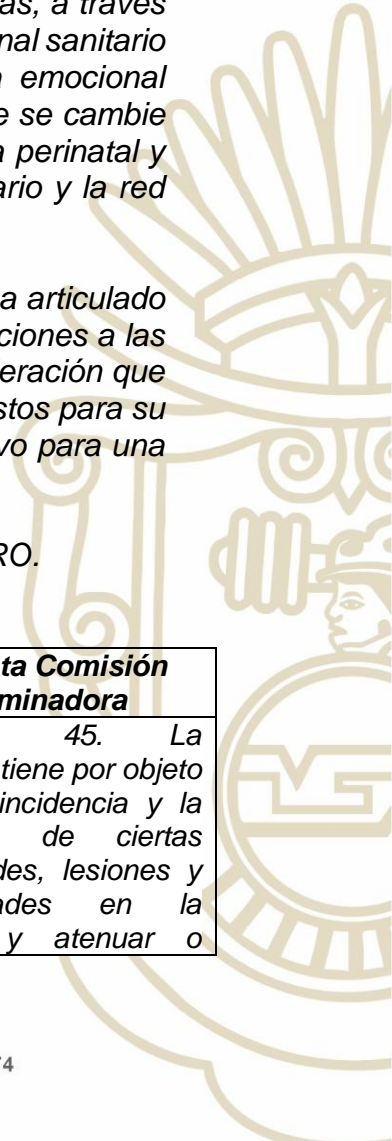 as, a través
nal sanitario
emocional
e se cambie
a perinatal y
ario y la red
a articulado
ciones a las
eración que
stos para su
vo para una
RO.
ta Comisión
minadora
45. La
tiene por objeto
incidencia y la
de ciertas
des, lesiones y
ades en la
y atenuar o
74